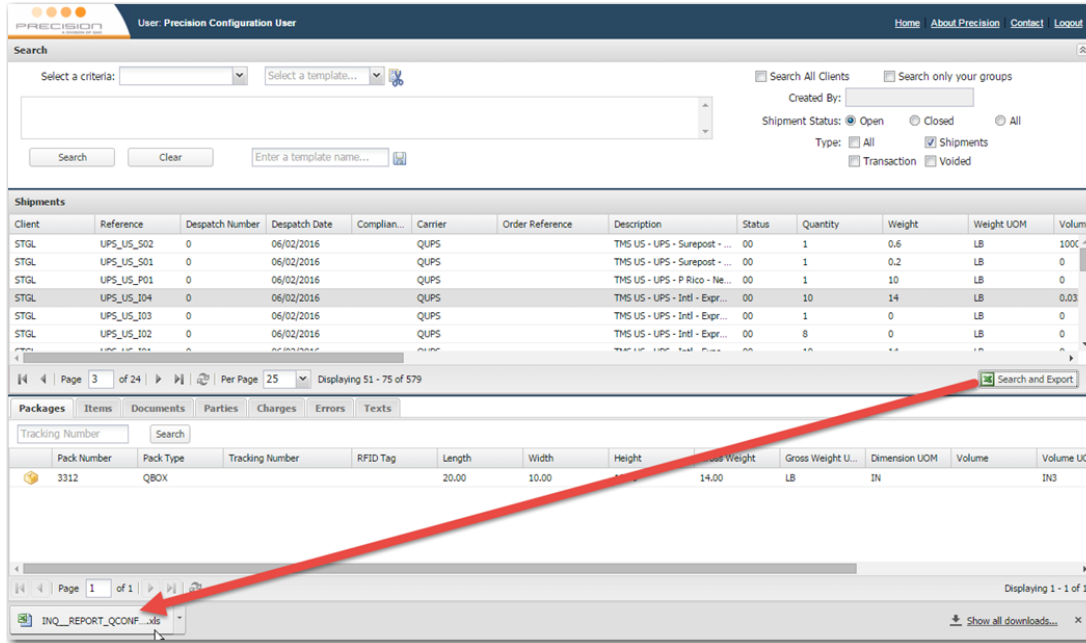 PRECISION
A DIVISION OF QAD
User: Precision Configuration User
Home About Precision Contact Logout
Search
Select a criteria: Select a template...
Search All Clients Search only your groups
Created By:
Shipment Status: Open Closed All
Type: All Shipments
Transaction Voided
Search Clear Enter a template name...
Shipments
Client Reference Despatch Number Despatch Date Complian... Carrier Order Reference Description Status Quantity Weight Weight UOM Volum
STGL UPS_US_S02 0 06/02/2016 QUPS TMS US - UPS - Surepost - ... 00 1 0.6 LB 100
STGL UPS_US_S01 0 06/02/2016 QUPS TMS US - UPS - Surepost - ... 00 1 0.2 LB 0
STGL UPS_US_P01 0 06/02/2016 QUPS TMS US - UPS - P Rico - Ne... 00 1 10 LB 0
STGL UPS_US_I04 0 06/02/2016 QUPS TMS US - UPS - Intl - Expr... 00 10 14 LB 0.03
STGL UPS_US_I03 0 06/02/2016 QUPS TMS US - UPS - Intl - Expr... 00 1 0 LB 0
STGL UPS_US_I02 0 06/02/2016 QUPS TMS US - UPS - Intl - Expr... 00 8 0 LB 0
Page 3 of 24 Per Page 25 Displaying 51 - 75 of 579 Search and Export
Packages Items Documents Parties Charges Errors Texts
Tracking Number Search
Pack Number Pack Type Tracking Number RFID Tag Length Width Height Weight Gross Weight U... Dimension UOM Volume Volume UO
3312 QBOX 20.00 10.00 14.00 LB IN IN3
Page 1 of 1 Displaying 1 - 1 of 1
INQ__REPORT_QCONF....xls Show all downloads...